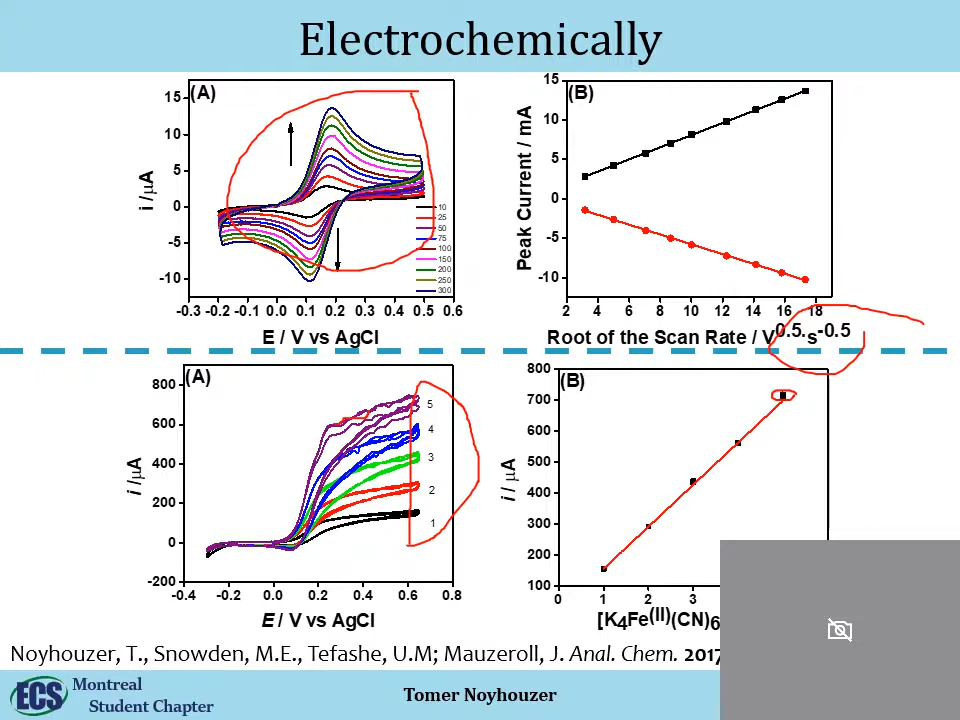 Electrochemically
(A)
15
10
5
0
-5
-10
-0.3 -0.2 -0.1 0.0 0.1 0.2 0.3 0.4 0.5 0.6
i /µA
E / V vs AgCl
10
25
50
75
100
150
200
250
300
(B)
15
10
5
0
-5
-10
2 4 6 8 10 12 14 16 18
Peak Current / mA
Root of the Scan Rate / V^0.5·s^-0.5
(A)
800
600
400
200
0
-200
-0.4 -0.2 0.0 0.2 0.4 0.6 0.8
i /µA
E / V vs AgCl
5
4
3
2
1
(B)
800
700
600
500
400
300
200
100
0 1 2 3
i / µA
[K4Fe(II)(CN)6
Noyhouzer, T., Snowden, M.E., Tefashe, U.M; Mauzeroll, J. Anal. Chem. 2017
ECS Montreal
Student Chapter
Tomer Noyhouzer